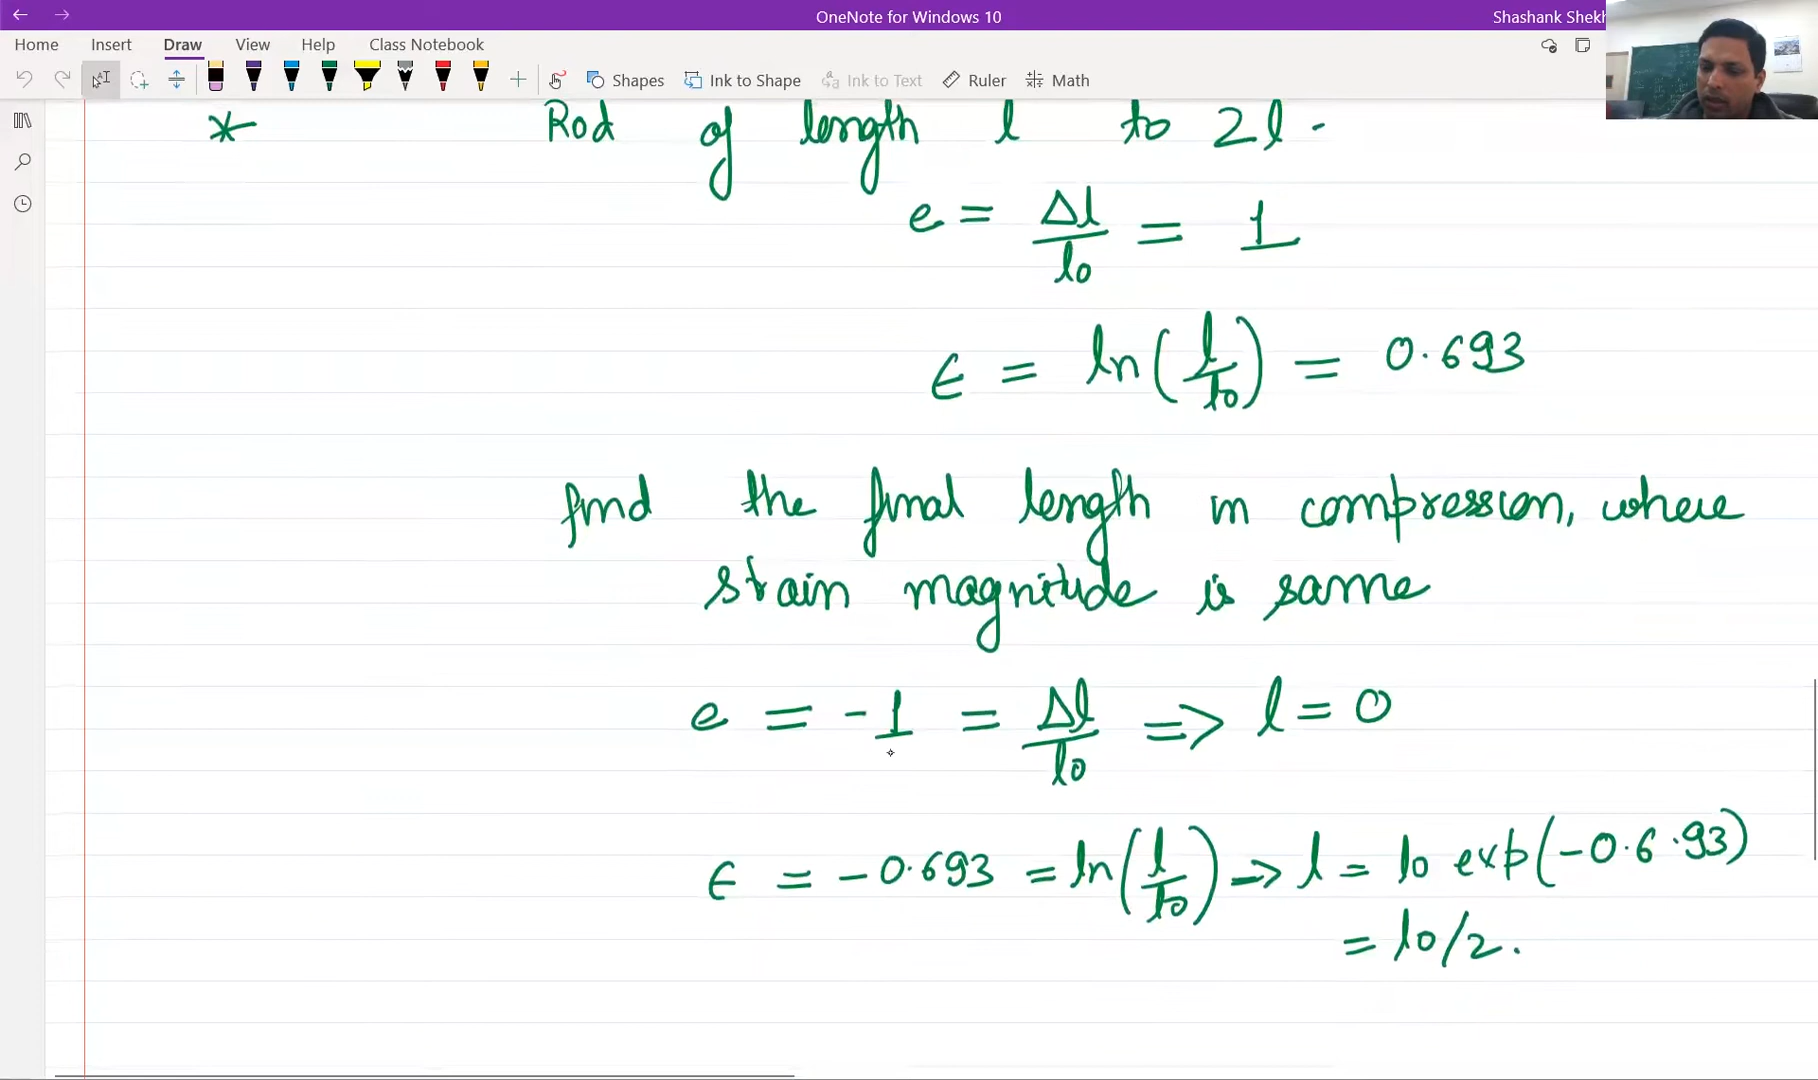 OneNote for Windows 10
Shashank Shekh
Home Insert Draw View Help Class Notebook
Shapes Ink to Shape Ink to Text Ruler Math
* Rod of length l to 2l.
e = Δl/l0 = 1
ε = ln(l/l0) = 0.693
find the final length in compression, where
strain magnitude is same
e = -1 = Δl/l0 => l = 0
ε = -0.693 = ln(l/l0) -> l = l0 exp(-0.6.93)
= l0/2.